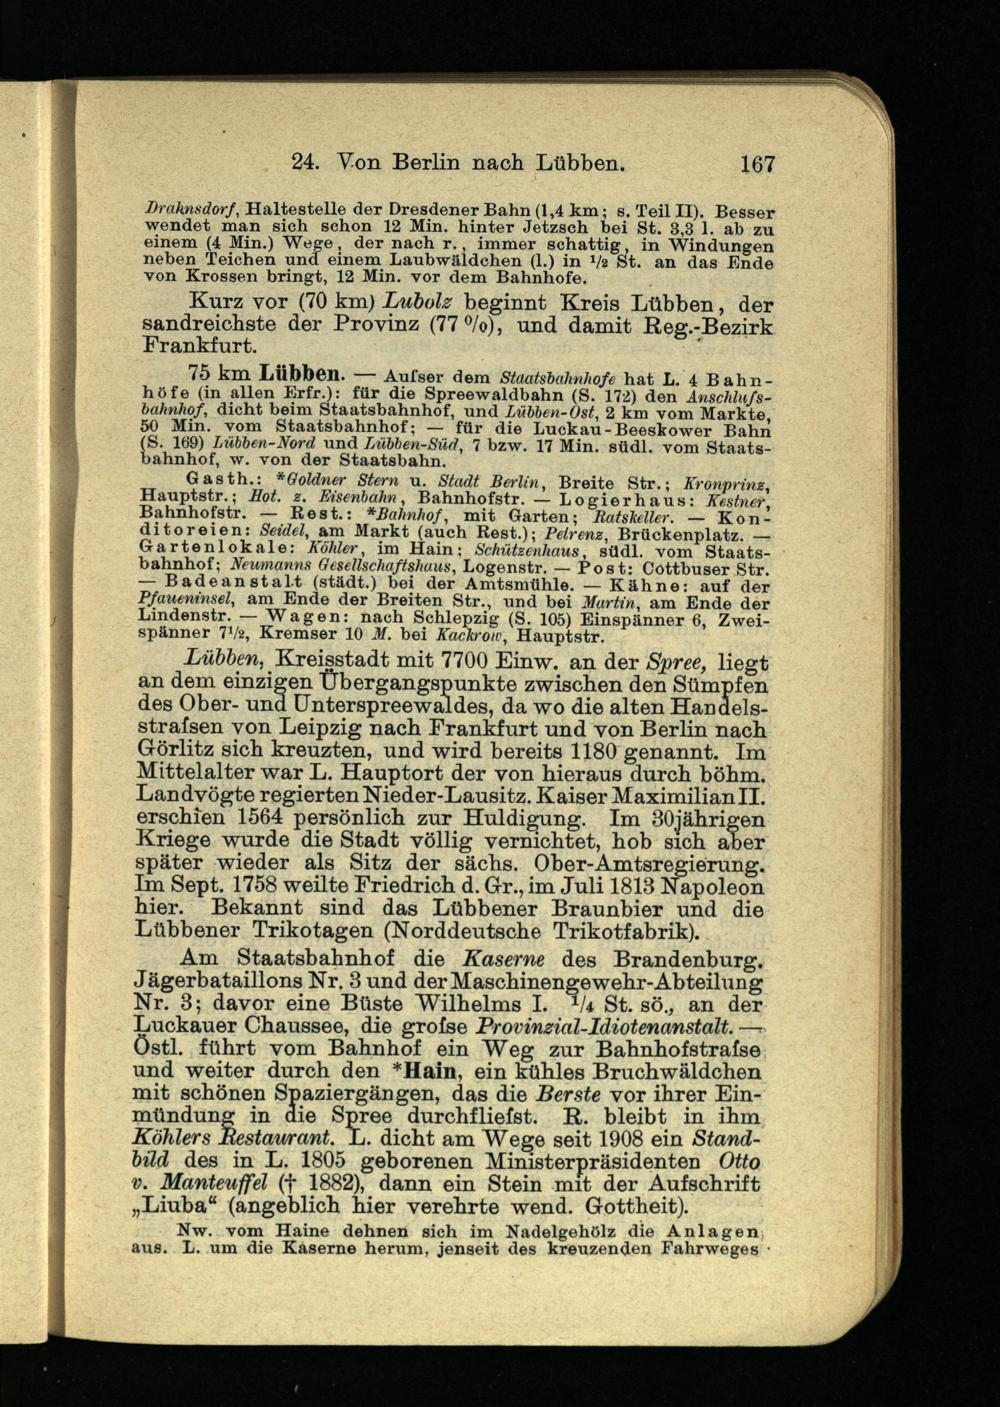 24. Von Berlin nach Lübben. 167
Drahnsdorf, Haltestelle der Dresdener Bahn (1,4 km; s. Teil II). Besser
wendet man sich schon 12 Min. hinter Jetzsch bei St. 3,3 l. ab zu
einem (4 Min.) Wege, der nach r., immer schattig, in Windungen
neben Teichen und einem Laubwäldchen (l.) in 1/2 St. an das Ende
von Krossen bringt, 12 Min. vor dem Bahnhofe.
Kurz vor (70 km) Lubolz beginnt Kreis Lübben, der
sandreichste der Provinz (77 %), und damit Reg.-Bezirk
Frankfurt.
75 km Lübben. — Aufser dem Staatsbahnhofe hat L. 4 Bahn-
höfe (in allen Erfr.): für die Spreewaldbahn (S. 172) den Anschlufs-
bahnhof, dicht beim Staatsbahnhof, und Lübben-Ost, 2 km vom Markte,
50 Min. vom Staatsbahnhof; — für die Luckau-Beeskower Bahn
(S. 169) Lübben-Nord und Lübben-Süd, 7 bzw. 17 Min. südl. vom Staats-
bahnhof, w. von der Staatsbahn.
Gasth.: *Goldner Stern u. Stadt Berlin, Breite Str.; Kronprinz,
Hauptstr.; Hot. z. Eisenbahn, Bahnhofstr. — Logierhaus: Kestner,
Bahnhofstr. — Rest.: *Bahnhof, mit Garten; Ratskeller. — Kon-
ditoreien: Seidel, am Markt (auch Rest.); Petrenz, Brückenplatz. —
Gartenlokale: Köhler, im Hain; Schützenhaus, südl. vom Staats-
bahnhof; Neumanns Gesellschaftshaus, Logenstr. — Post: Cottbuser Str.
— Badeanstalt (städt.) bei der Amtsmühle. — Kähne: auf der
Pfaueninsel, am Ende der Breiten Str., und bei Martin, am Ende der
Lindenstr. — Wagen: nach Schlepzig (S. 105) Einspänner 6, Zwei-
spänner 7 1/2, Kremser 10 M. bei Kackrow, Hauptstr.
Lübben, Kreisstadt mit 7700 Einw. an der Spree, liegt
an dem einzigen Übergangspunkte zwischen den Sümpfen
des Ober- und Unterspreewaldes, da wo die alten Handels-
strafsen von Leipzig nach Frankfurt und von Berlin nach
Görlitz sich kreuzten, und wird bereits 1180 genannt. Im
Mittelalter war L. Hauptort der von hieraus durch böhm.
Landvögte regierten Nieder-Lausitz. Kaiser Maximilian II.
erschien 1564 persönlich zur Huldigung. Im 30jährigen
Kriege wurde die Stadt völlig vernichtet, hob sich aber
später wieder als Sitz der sächs. Ober-Amtsregierung.
Im Sept. 1758 weilte Friedrich d. Gr., im Juli 1813 Napoleon
hier. Bekannt sind das Lübbener Braunbier und die
Lübbener Trikotagen (Norddeutsche Trikotfabrik).
Am Staatsbahnhof die Kaserne des Brandenburg.
Jägerbataillons Nr. 3 und der Maschinengewehr-Abteilung
Nr. 3; davor eine Büste Wilhelms I. 1/4 St. sö., an der
Luckauer Chaussee, die grofse Provinzial-Idiotenanstalt. —
Östl. führt vom Bahnhof ein Weg zur Bahnhofstrafse
und weiter durch den *Hain, ein kühles Bruchwäldchen
mit schönen Spaziergängen, das die Berste vor ihrer Ein-
mündung in die Spree durchfliefst. R. bleibt in ihm
Köhlers Restaurant. L. dicht am Wege seit 1908 ein Stand-
bild des in L. 1805 geborenen Ministerpräsidenten Otto
v. Manteuffel († 1882), dann ein Stein mit der Aufschrift
„Liuba“ (angeblich hier verehrte wend. Gottheit).
Nw. vom Haine dehnen sich im Nadelgehölz die Anlagen
aus. L. um die Kaserne herum, jenseit des kreuzenden Fahrweges